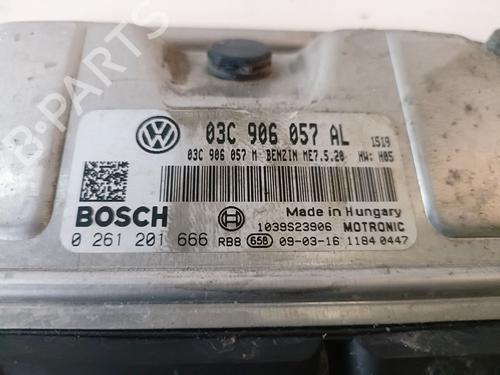 B-PARTS
03C 906 057 AL 1519
03C 906 057 M BENZIN ME7.5.20 HW: H05
BOSCH
Made in Hungary
1039S23906 MOTRONIC
0 261 201 666 RB8 658 09-03-16 1184 0447